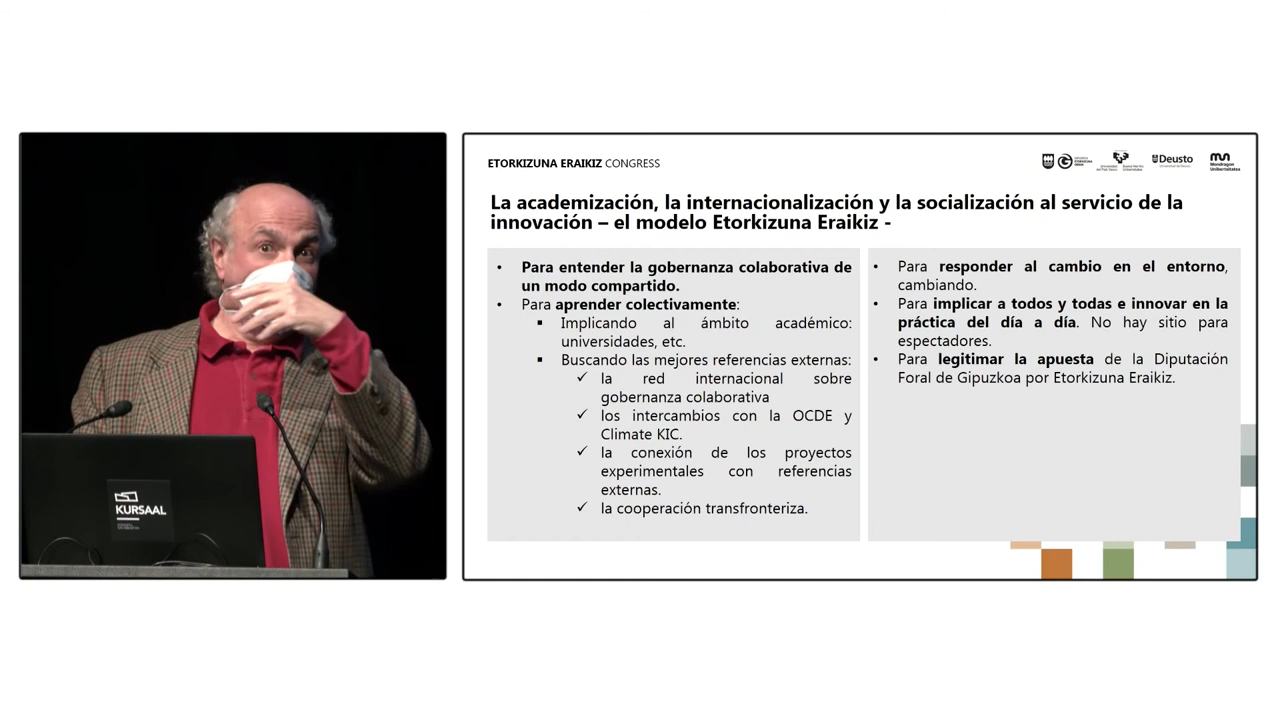 KURSAAL
ETORKIZUNA ERAIKIZ CONGRESS
Deusto
Mondragon
Unibertsitatea
La academización, la internacionalización y la socialización al servicio de la
innovación – el modelo Etorkizuna Eraikiz -
• Para entender la gobernanza colaborativa de
un modo compartido.
• Para aprender colectivamente:
▪ Implicando al ámbito académico:
universidades, etc.
▪ Buscando las mejores referencias externas:
✓ la red internacional sobre
gobernanza colaborativa
✓ los intercambios con la OCDE y
Climate KIC.
✓ la conexión de los proyectos
experimentales con referencias
externas.
✓ la cooperación transfronteriza.
• Para responder al cambio en el entorno,
cambiando.
• Para implicar a todos y todas e innovar en la
práctica del día a día. No hay sitio para
espectadores.
• Para legitimar la apuesta de la Diputación
Foral de Gipuzkoa por Etorkizuna Eraikiz.